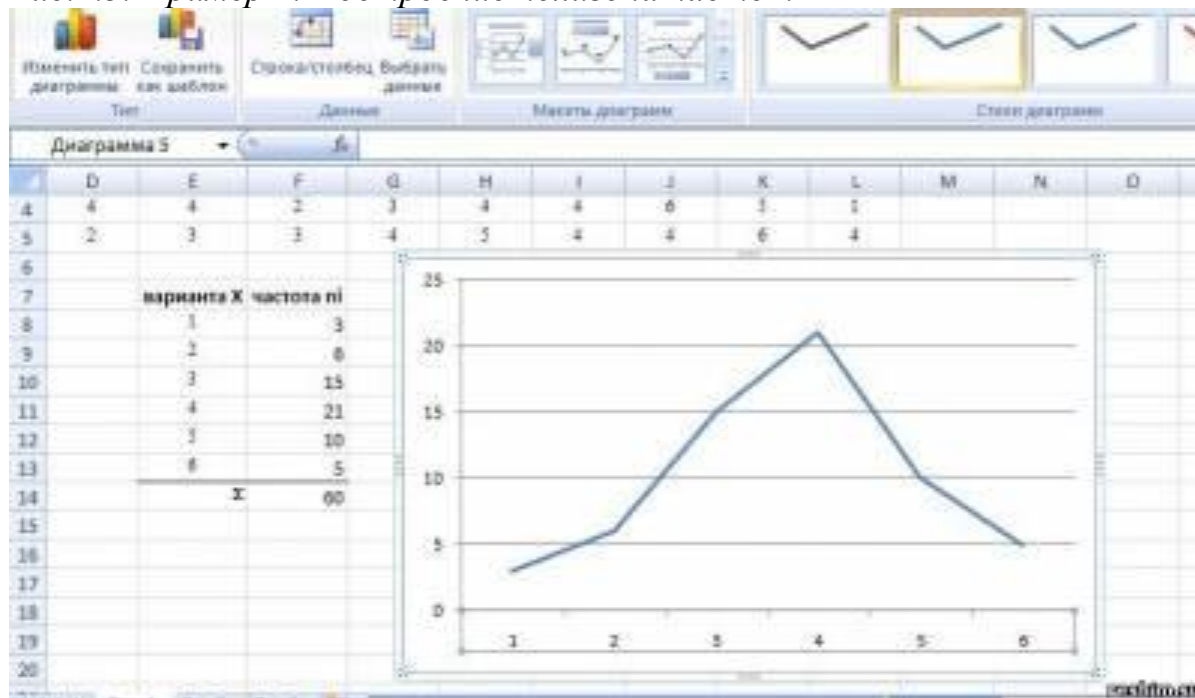 Изменить тип диаграммы
Сохранить как шаблон
Строка/столбец
Выбрать данные
Тип
Данные
Макеты диаграмм
Стили диаграмм
Диаграмма 5
D E F G H I J K L M N O
4 4 4 2 3 4 4 6
5 2 3 3 4 5 4 4 6 4
6
7 варианта X частота ni
8 1 3
9 2 6
10 3 15
11 4 21
12 5 10
13 6 5
14 Σ 60
15
16
17
18
19
20
25
20
15
10
5
0
1 2 3 4 5 6